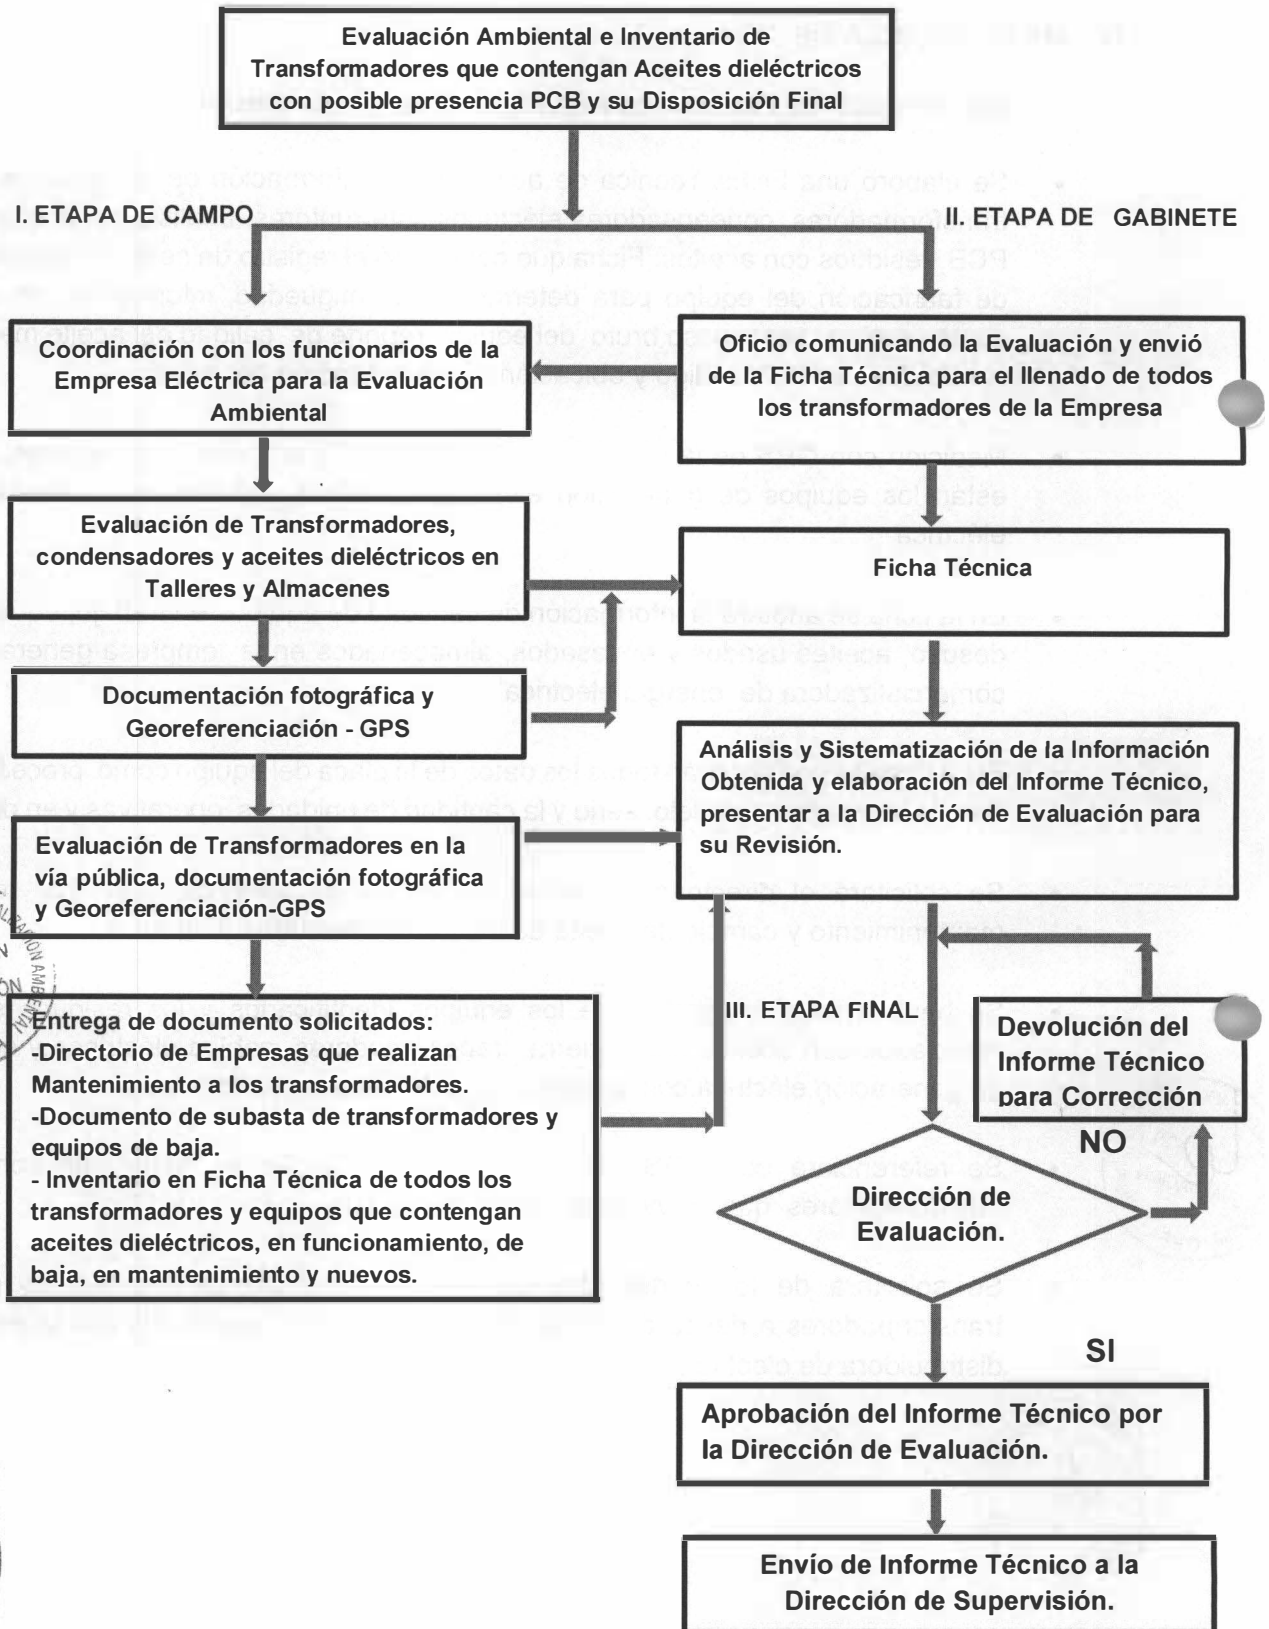 Evaluación Ambiental e Inventario de
Transformadores que contengan Aceites dieléctricos
con posible presencia PCB y su Disposición Final
I. ETAPA DE CAMPO
II. ETAPA DE GABINETE
Coordinación con los funcionarios de la
Empresa Eléctrica para la Evaluación
Ambiental
Oficio comunicando la Evaluación y envió
de la Ficha Técnica para el llenado de todos
los transformadores de la Empresa
Evaluación de Transformadores,
condensadores y aceites dieléctricos en
Talleres y Almacenes
Ficha Técnica
Documentación fotográfica y
Georeferenciación - GPS
Análisis y Sistematización de la Información
Obtenida y elaboración del Informe Técnico,
presentar a la Dirección de Evaluación para
su Revisión.
Evaluación de Transformadores en la
vía pública, documentación fotográfica
y Georeferenciación-GPS
Entrega de documento solicitados:
-Directorio de Empresas que realizan
Mantenimiento a los transformadores.
-Documento de subasta de transformadores y
equipos de baja.
- Inventario en Ficha Técnica de todos los
transformadores y equipos que contengan
aceites dieléctricos, en funcionamiento, de
baja, en mantenimiento y nuevos.
III. ETAPA FINAL
Devolución del
Informe Técnico
para Corrección
NO
Dirección de
Evaluación.
SI
Aprobación del Informe Técnico por
la Dirección de Evaluación.
Envío de Informe Técnico a la
Dirección de Supervisión.